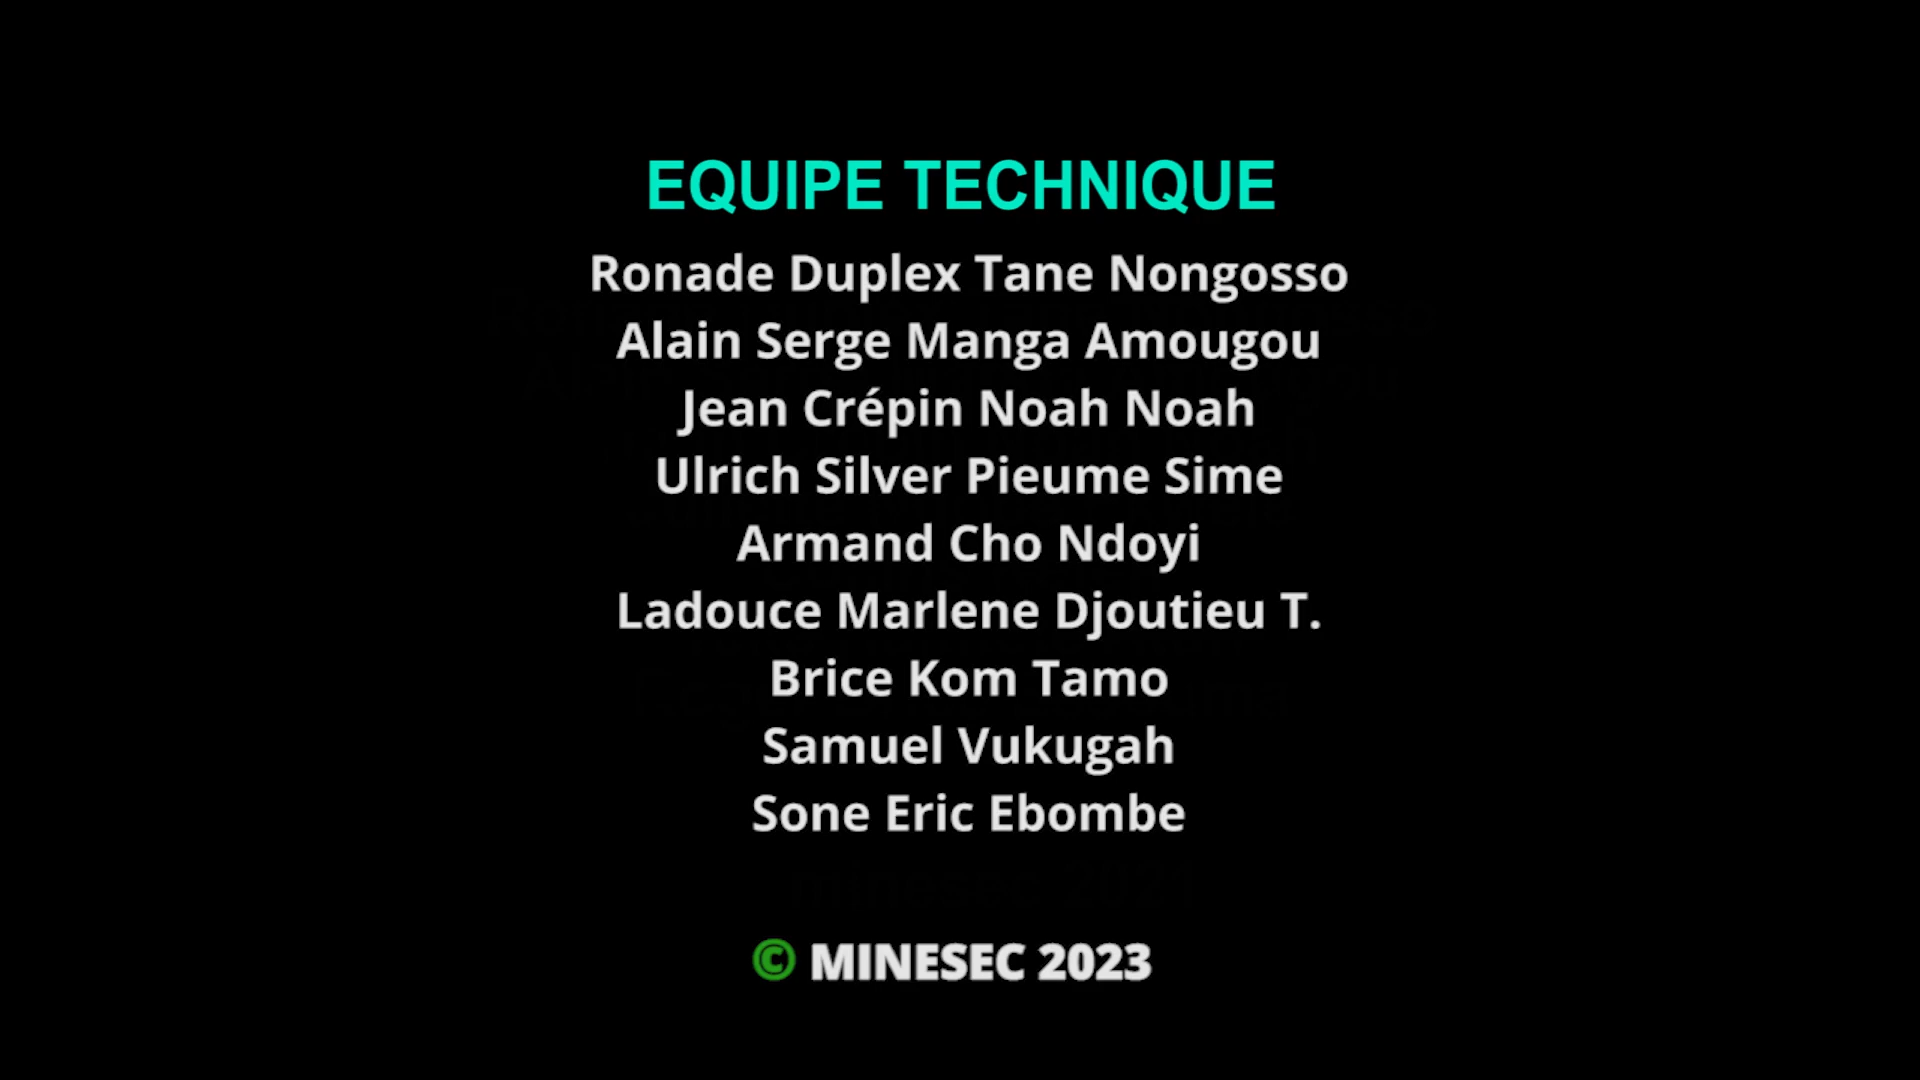 EQUIPE TECHNIQUE
Ronade Duplex Tane Nongosso
Alain Serge Manga Amougou
Jean Crépin Noah Noah
Ulrich Silver Pieume Sime
Armand Cho Ndoyi
Ladouce Marlene Djoutieu T.
Brice Kom Tamo
Samuel Vukugah
Sone Eric Ebombe
© MINESEC 2023